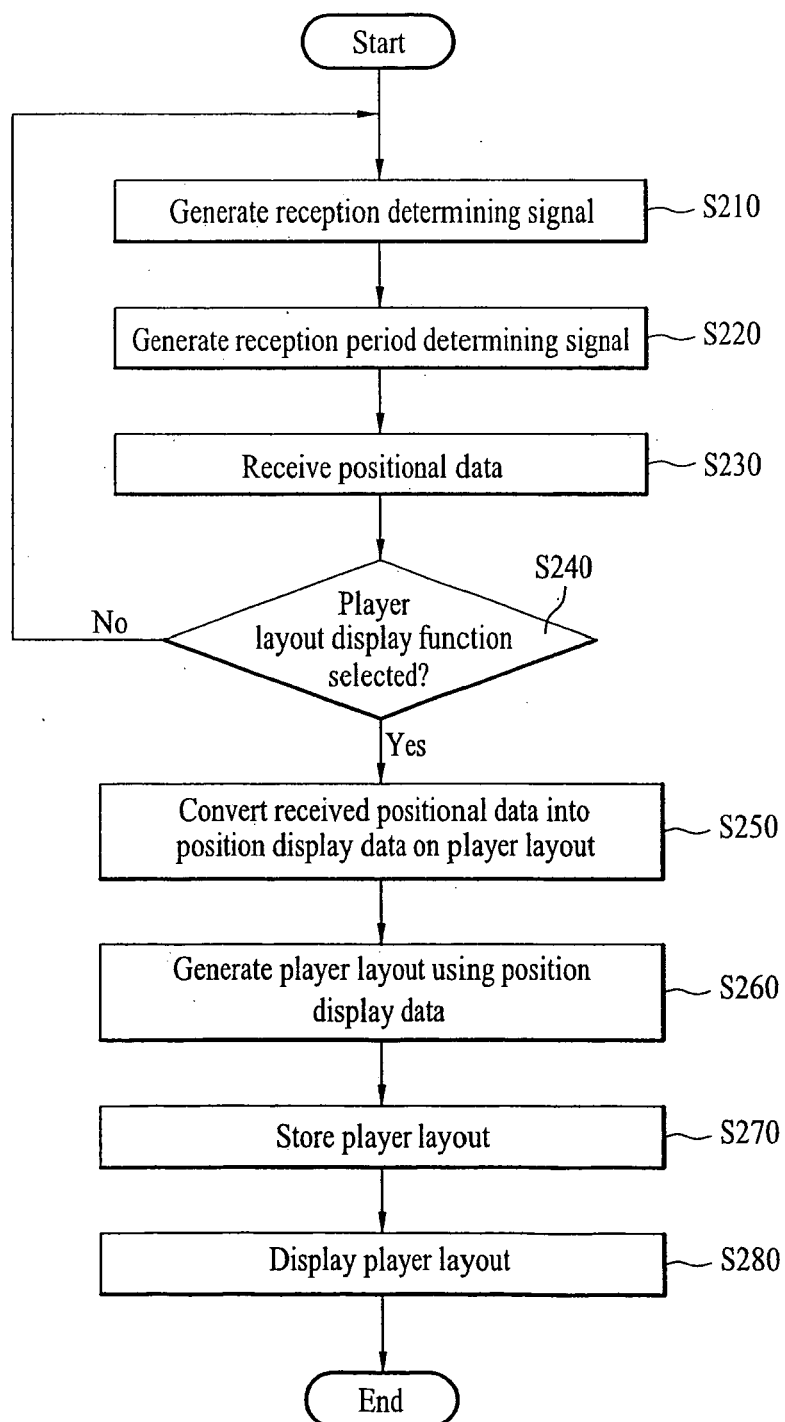 Start
Generate reception determining signal
S210
Generate reception period determining signal
S220
Receive positional data
S230
S240
Player
layout display function
selected?
No
Yes
Convert received positional data into
position display data on player layout
S250
Generate player layout using position
display data
S260
Store player layout
S270
Display player layout
S280
End